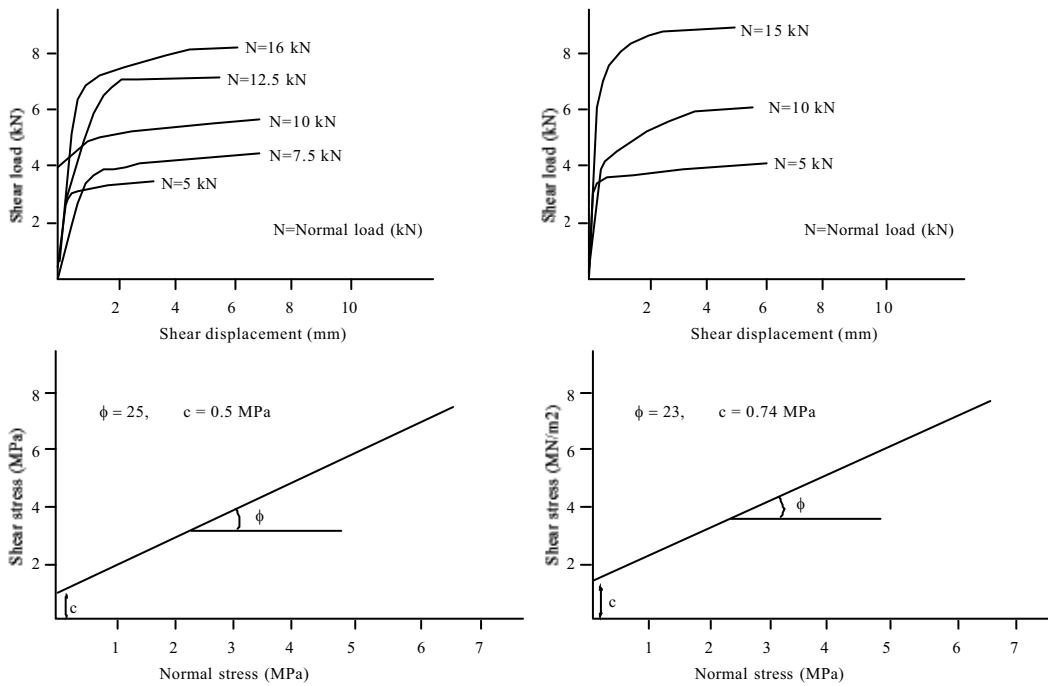 Shear load (kN)
8
6
4
2
N=16 kN
N=12.5 kN
N=10 kN
N=7.5 kN
N=5 kN
N=Normal load (kN)
2 4 6 8 10
Shear displacement (mm)
Shear load (kN)
8
6
4
2
N=15 kN
N=10 kN
N=5 kN
N=Normal load (kN)
2 4 6 8 10
Shear displacement (mm)
Shear stress (MPa)
8
6
4
2
ϕ = 25, c = 0.5 MPa
ϕ
c
1 2 3 4 5 6 7
Normal stress (MPa)
Shear stress (MN/m2)
8
6
4
2
ϕ = 23, c = 0.74 MPa
ϕ
c
1 2 3 4 5 6 7
Normal stress (MPa)